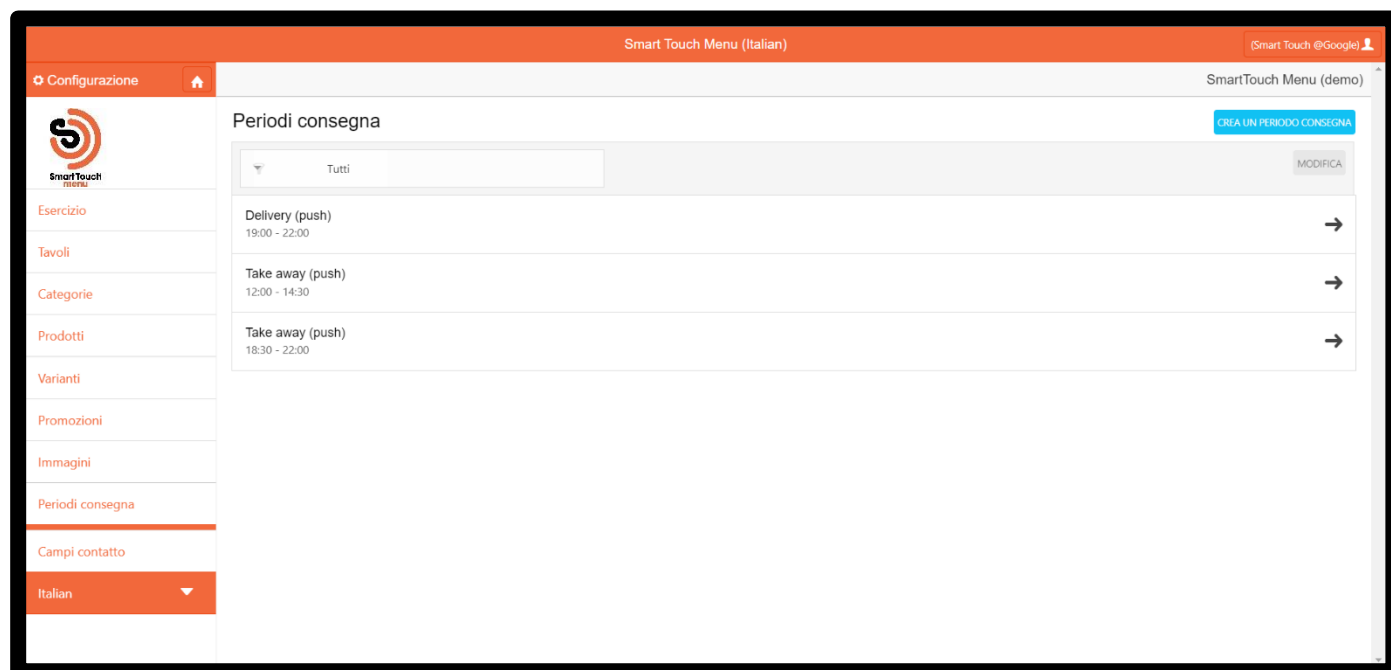 Smart Touch Menu (Italian)
(Smart Touch @Google)
Configurazione
SmartTouch Menu (demo)
SmartTouch
menu
Periodi consegna
CREA UN PERIODO CONSEGNA
Tutti
MODIFICA
Delivery (push)
19:00 - 22:00
Take away (push)
12:00 - 14:30
Take away (push)
18:30 - 22:00
Esercizio
Tavoli
Categorie
Prodotti
Varianti
Promozioni
Immagini
Periodi consegna
Campi contatto
Italian